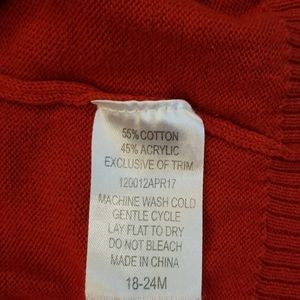 55% COTTON
45% ACRYLIC
EXCLUSIVE OF TRIM
120012APR17
MACHINE WASH COLD
GENTLE CYCLE
LAY FLAT TO DRY
DO NOT BLEACH
MADE IN CHINA
18-24M